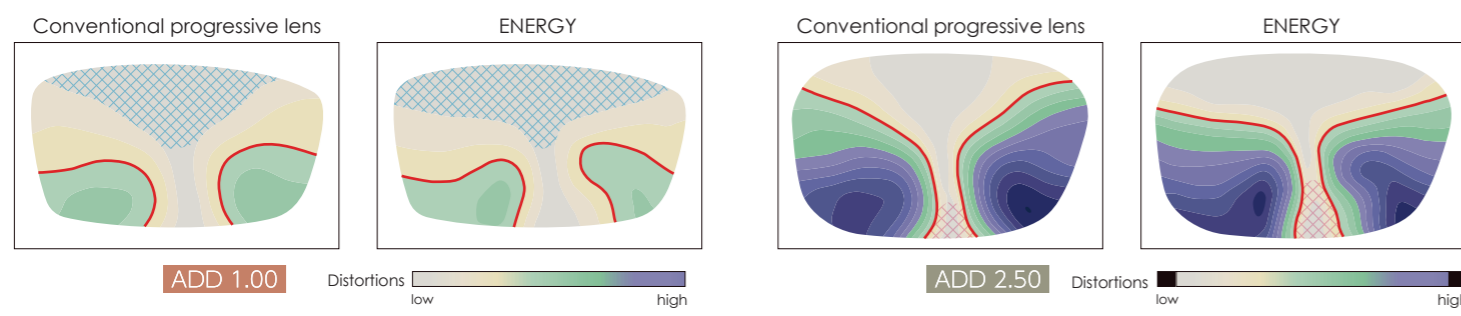 Conventional progressive lens
ENERGY
Conventional progressive lens
ENERGY
ADD 1.00
Distortions
low
high
ADD 2.50
Distortions
low
high